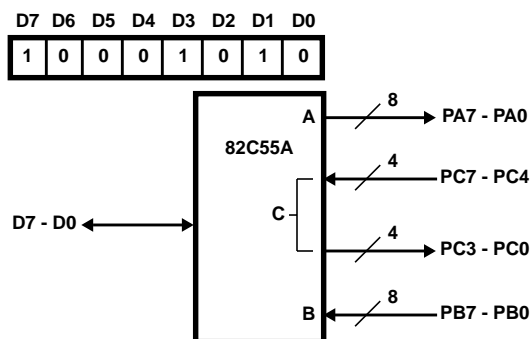 D7 D6 D5 D4 D3 D2 D1 D0
1 0 0 0 1 0 1 0
A 8 PA7 - PA0
82C55A
4 PC7 - PC4
C
D7 - D0
4 PC3 - PC0
B 8 PB7 - PB0